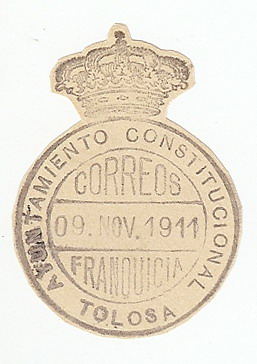 AYUNTAMIENTO CONSTITUCIONAL
CORREOS
09. NOV. 1911
FRANQUICIA
TOLOSA